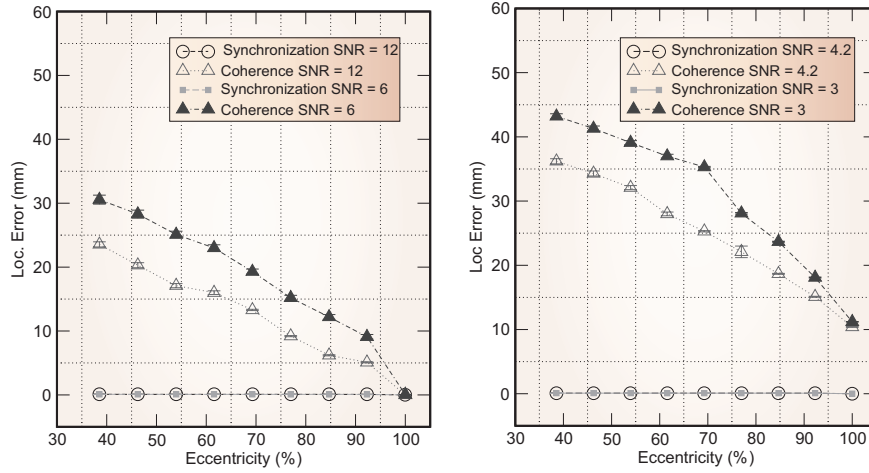 60
50
40
30
20
10
0
Loc. Error (mm)
Synchronization SNR = 12
Coherence SNR = 12
Synchronization SNR = 6
Coherence SNR = 6
30 40 50 60 70 80 90 100
Eccentricity (%)
60
50
40
30
20
10
0
Loc Error (mm)
Synchronization SNR = 4.2
Coherence SNR = 4.2
Synchronization SNR = 3
Coherence SNR = 3
30 40 50 60 70 80 90 100
Eccentricity (%)